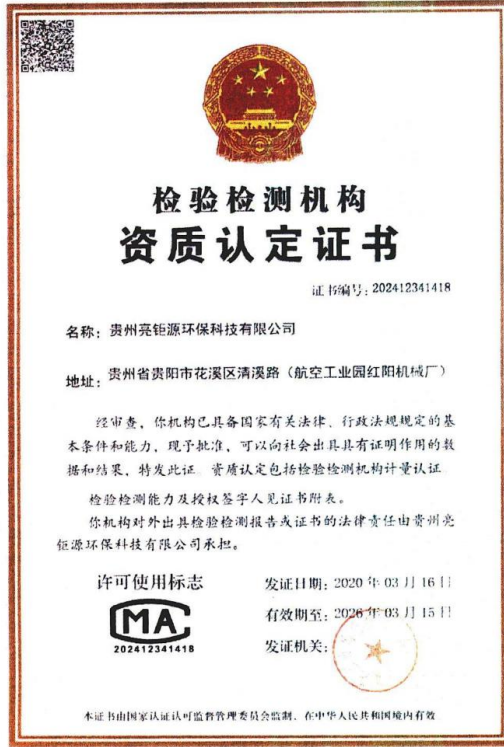 检验检测机构
资质认定证书
证书编号：202412341418
名称：贵州亮钜源环保科技有限公司
地址：贵州省贵阳市花溪区清溪路（航空工业园红阳机械厂）
经审查，你机构已具备国家有关法律、行政法规规定的基
本条件和能力，现予批准，可以向社会出具具有证明作用的数
据和结果，特发此证。资质认定包括检验检测机构计量认证
检验检测能力及授权签字人见证书附表。
你机构对外出具检验检测报告或证书的法律责任由贵州亮
钜源环保科技有限公司承担。
许可使用标志
MA
202412341418
发证日期：2020年03月16日
有效期至：2026年03月15日
发证机关：
本证书由国家认证认可监督管理委员会监制，在中华人民共和国境内有效